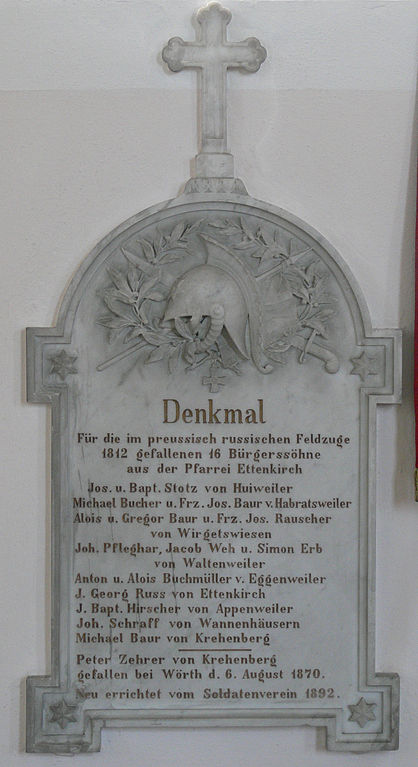 Denkmal
Für die im preussisch russischen Feldzuge
1812 gefallenen 16 Bürgerssöhne
aus der Pfarrei Ettenkirch
Jos. u. Bapt. Stotz von Huiweiler
Michael Bucher u. Frz. Jos. Baur v. Habratsweiler
Alois u. Gregor Baur u. Frz. Jos. Rauscher
von Wirgetswiesen
Joh. Pfleghar, Jacob Weh u. Simon Erb
von Waltenweiler
Anton u. Alois Buchmüller v. Eggenweiler
J. Georg Russ von Ettenkirch
J. Bapt. Hirscher von Appenweiler
Joh. Schraff von Wannenhäusern
Michael Baur von Krehenberg
Peter Zehrer von Krehenberg
gefallen bei Wörth d. 6. August 1870.
Neu errichtet vom Soldatenverein 1892.